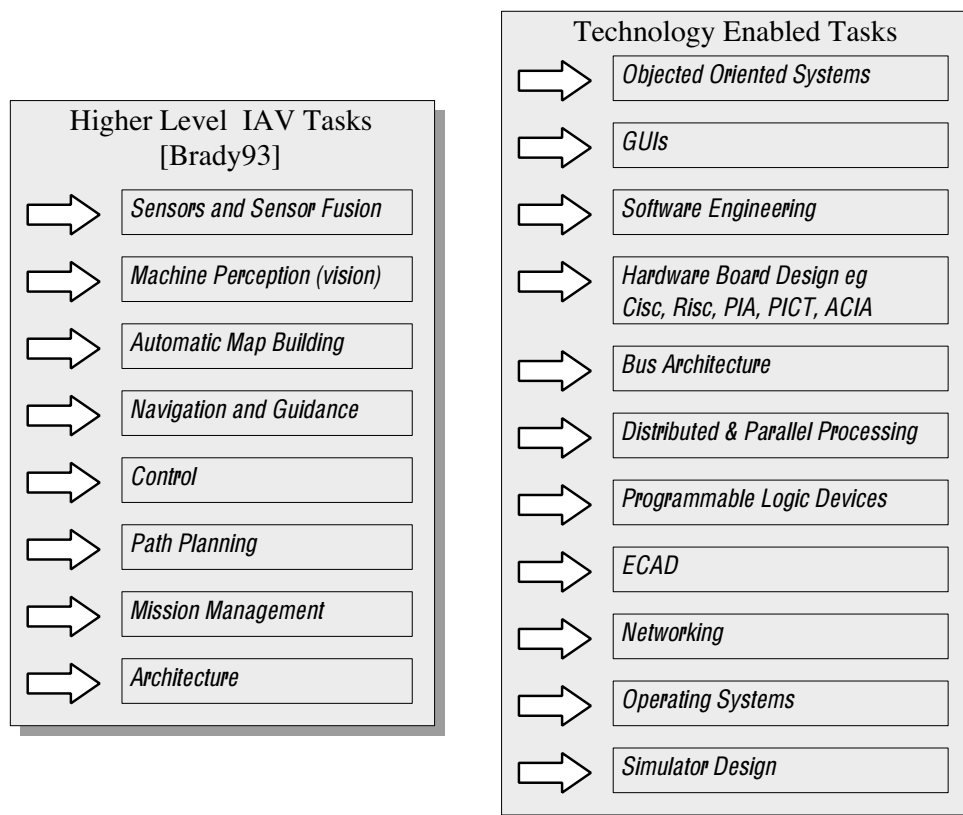 Higher Level IAV Tasks
[Brady93]
Sensors and Sensor Fusion
Machine Perception (vision)
Automatic Map Building
Navigation and Guidance
Control
Path Planning
Mission Management
Architecture
Technology Enabled Tasks
Objected Oriented Systems
GUIs
Software Engineering
Hardware Board Design eg
Cisc, Risc, PIA, PICT, ACIA
Bus Architecture
Distributed & Parallel Processing
Programmable Logic Devices
ECAD
Networking
Operating Systems
Simulator Design